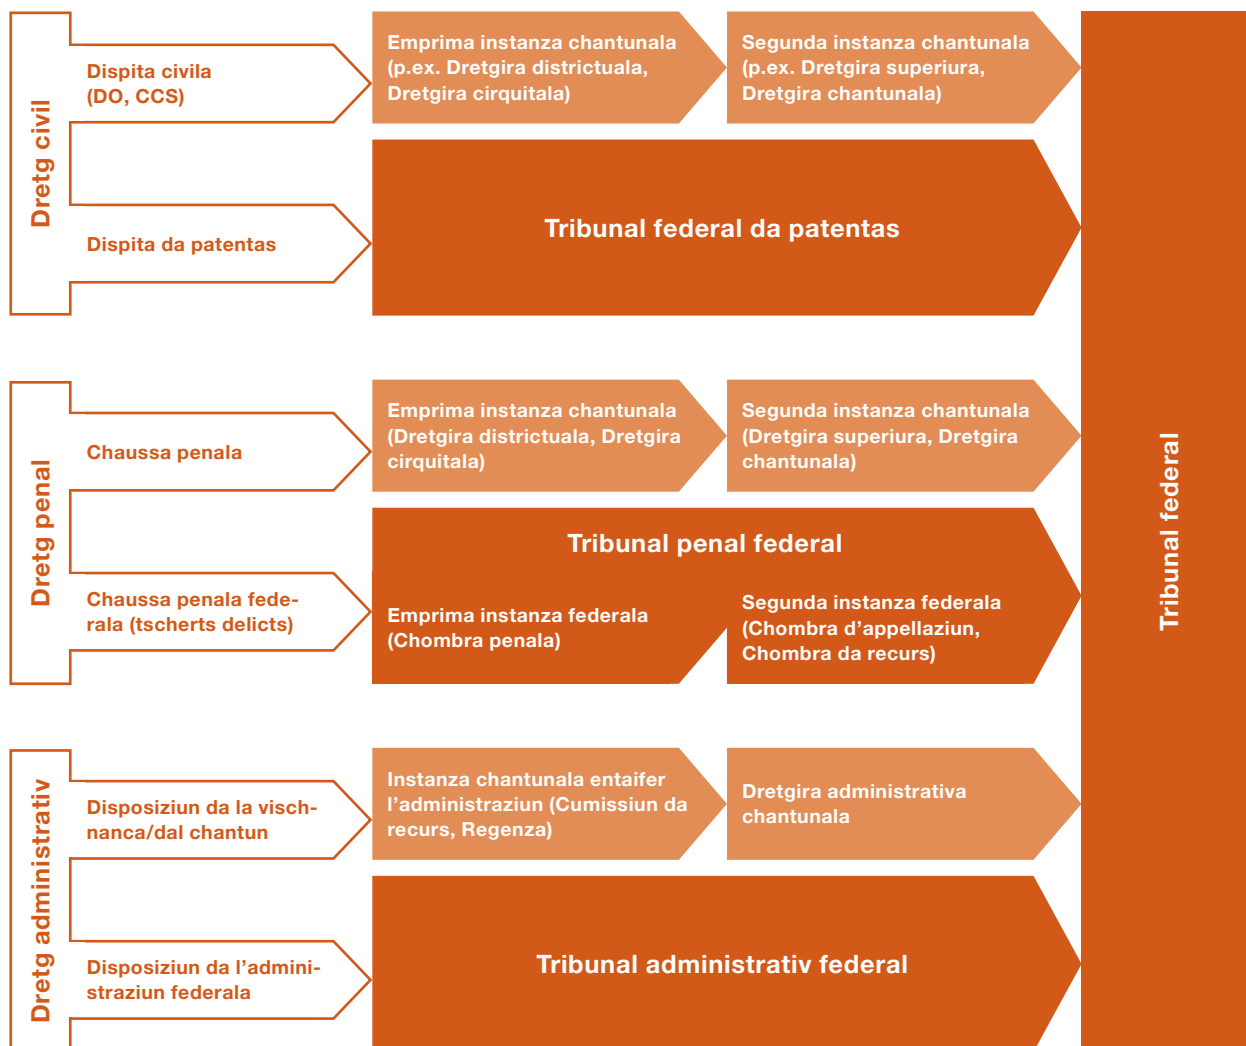 Dretg civil
Dispita civila
(DO, CCS)
Emprima instanza chantunala
(p.ex. Dretgira districtuala,
Dretgira cirquitala)
Segunda instanza chantunala
(p.ex. Dretgira superiura,
Dretgira chantunala)
Dispita da patentas
Tribunal federal da patentas
Dretg penal
Chaussa penala
Emprima instanza chantunala
(Dretgira districtuala, Dretgira
cirquitala)
Segunda instanza chantunala
(Dretgira superiura, Dretgira
chantunala)
Chaussa penala fede-
rala (tscherts delicts)
Tribunal penal federal
Emprima instanza federala
(Chombra penala)
Segunda instanza federala
(Chombra d’appellaziun,
Chombra da recurs)
Dretg administrativ
Disposiziun da la visch-
nanca/dal chantun
Instanza chantunala entaifer
l’administraziun (Cumissiun da
recurs, Regenza)
Dretgira administrativa
chantunala
Disposiziun da l’admini-
straziun federala
Tribunal administrativ federal
Tribunal federal